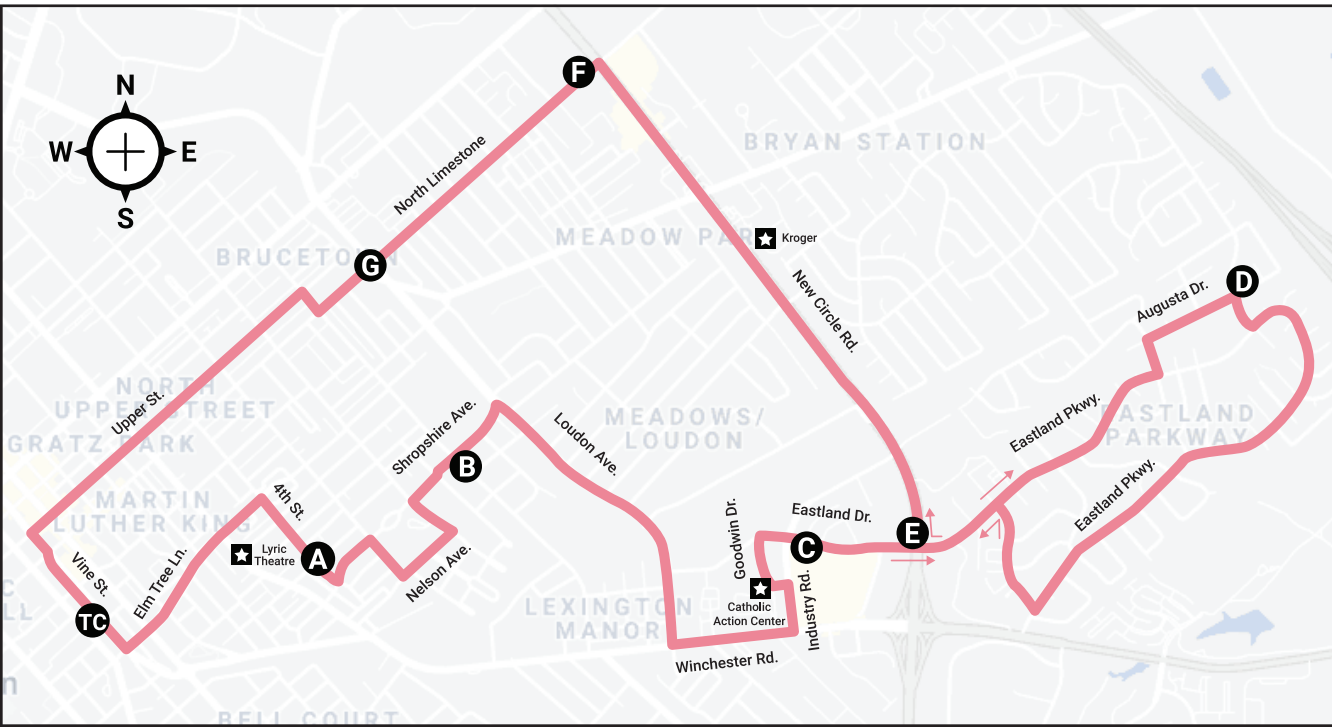 N
W
E
S
F
North Limestone
BRYAN STATION
MEADOW PAR
Kroger
BRUCETO
G
New Circle Rd.
D
Augusta Dr.
NORTH
UPPER STREET
Upper St.
GRATZ PARK
Shropshire Ave.
B
Loudon Ave.
MEADOWS/
LOUDON
Eastland Pkwy.
EASTLAND
PARKWAY
Eastland Pkwy.
MARTIN
LUTHER KING
4th St.
Lyric
Theatre
A
Nelson Ave.
Vine St.
Elm Tree Ln.
TC
Goodwin Dr.
Eastland Dr.
C
E
Catholic
Action Center
Industry Rd.
LEXINGTON
MANOR
Winchester Rd.
BELL COURT